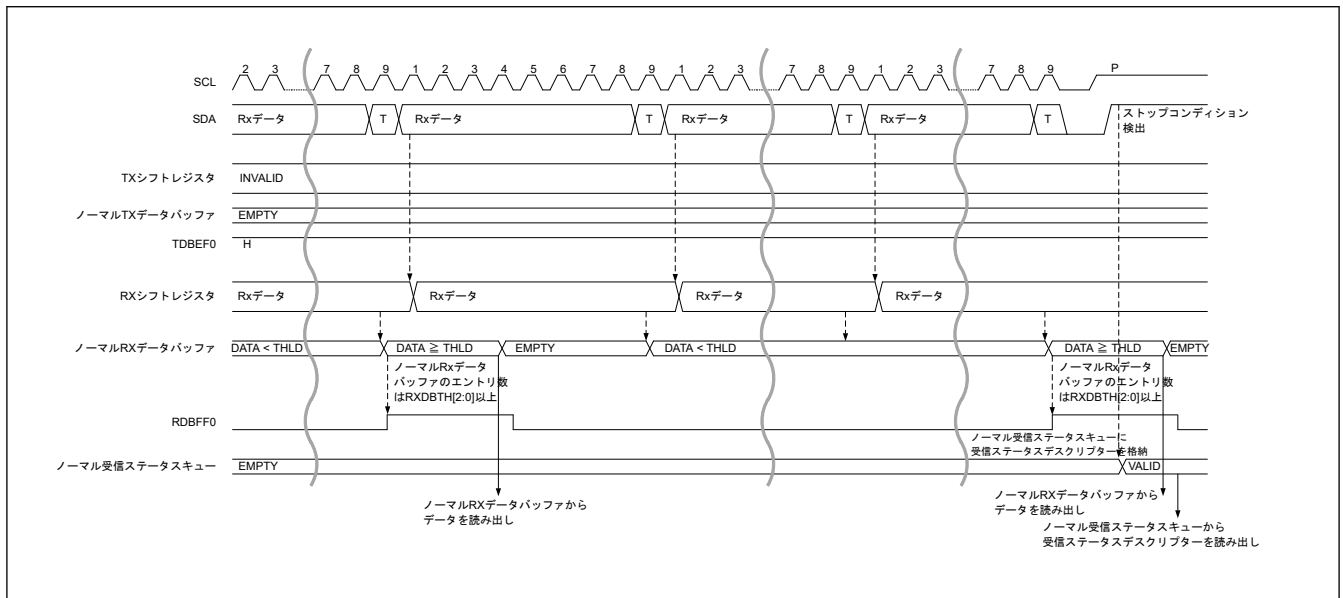 SCL 2 3 7 8 9 1 2 3 4 5 6 7 8 9 1 2 3 7 8 9 1 2 3 7 8 9 P
SDA Rxデータ T Rxデータ T Rxデータ T Rxデータ T
ストップコンディション
検出
TXシフトレジスタ INVALID
ノーマルTXデータバッファ EMPTY
TDBEF0 H
RXシフトレジスタ Rxデータ Rxデータ Rxデータ Rxデータ
ノーマルRXデータバッファ DATA < THLD DATA ≧ THLD EMPTY DATA < THLD DATA ≧ THLD EMPTY
ノーマルRxデータ
バッファのエントリ数
はRXDBTH[2:0]以上
ノーマルRxデータ
バッファのエントリ数
はRXDBTH[2:0]以上
RDBFF0
ノーマル受信ステータスキューに
受信ステータスデスクリプターを格納
ノーマル受信ステータスキュー EMPTY VALID
ノーマルRXデータバッファから
データを読み出し
ノーマルRXデータバッファから
データを読み出し
ノーマル受信ステータスキューから
受信ステータスデスクリプターを読み出し